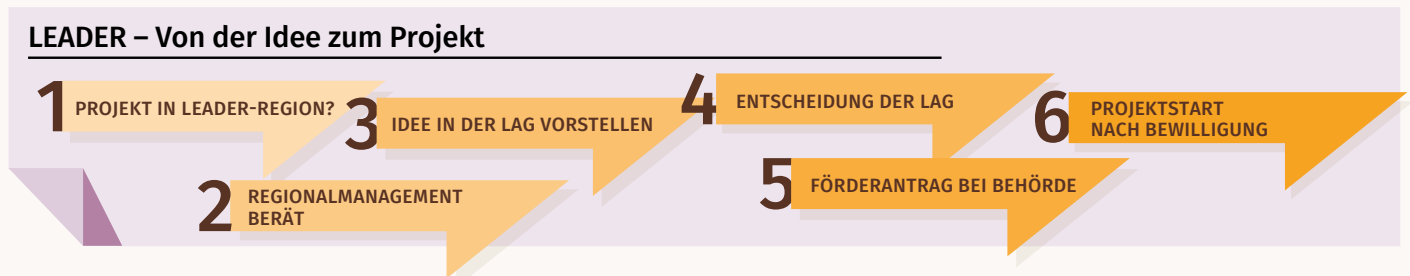 LEADER – Von der Idee zum Projekt
1 PROJEKT IN LEADER-REGION?
2 REGIONALMANAGEMENT
BERÄT
3 IDEE IN DER LAG VORSTELLEN
4 ENTSCHEIDUNG DER LAG
5 FÖRDERANTRAG BEI BEHÖRDE
6 PROJEKTSTART
NACH BEWILLIGUNG